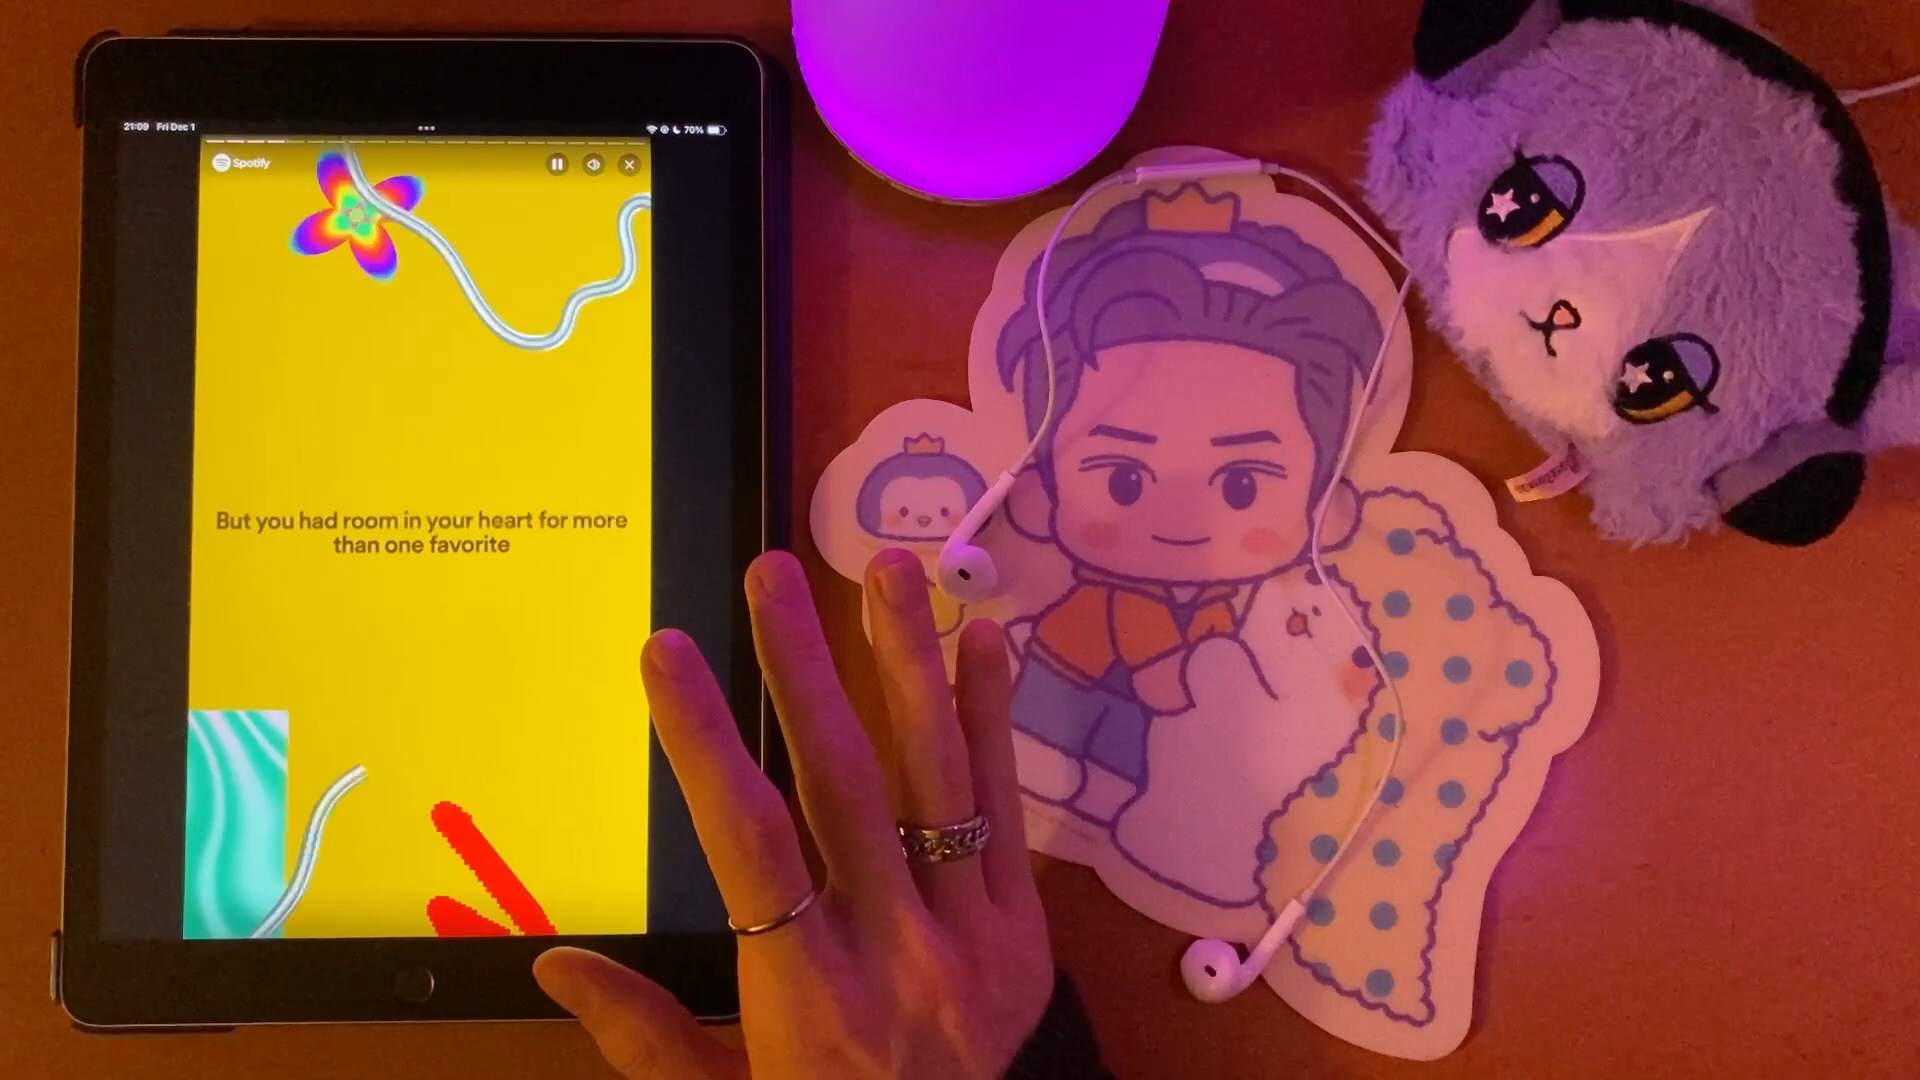 21:09 Fri Dec 1
70%
Spotify
But you had room in your heart for more
than one favorite